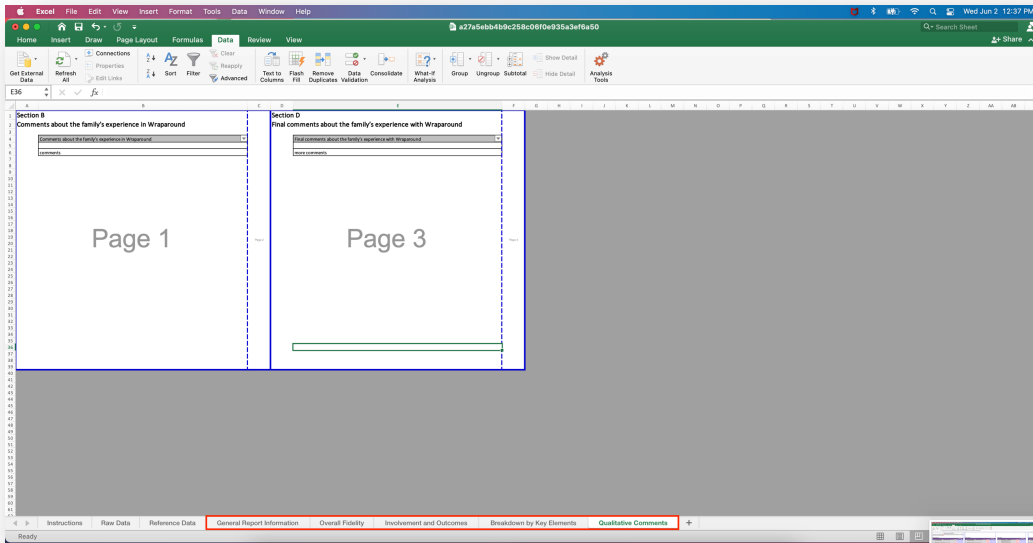 Excel File Edit View Insert Format Tools Data Window Help Wed Jun 2 12:37 PM
a27a5ebb4b9c258c06f0e935a3ef6a50 Search Sheet
Home Insert Draw Page Layout Formulas Data Review View Share
Get External Data
Refresh All
Connections
Properties
Edit Links
Sort
Filter
Clear
Reapply
Advanced
Text to Columns
Flash Fill
Remove Duplicates
Data Validation
Consolidate
What-If Analysis
Group
Ungroup
Subtotal
Show Detail
Hide Detail
Analysis Tools
E36 fx
A B C D E F G H I J K L M N O P Q R S T U V W X Y Z AA AB
Section B Section D
Comments about the family's experience in Wraparound Final comments about the family's experience with Wraparound
Comments about the family's experience in Wraparound Final comments about the family's experience with Wraparound
comments more comments
Page 1 Page 3
Instructions Raw Data Reference Data General Report Information Overall Fidelity Involvement and Outcomes Breakdown by Key Elements Qualitative Comments +
Ready